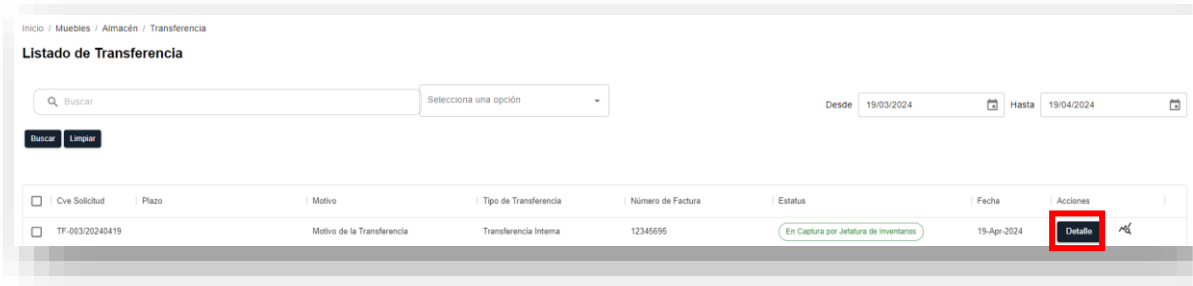 Inicio / Muebles / Almacén / Transferencia
Listado de Transferencia
Buscar Selecciona una opción Desde 19/03/2024 Hasta 19/04/2024
Buscar Limpiar
Cve Solicitud Plazo Motivo Tipo de Transferencia Número de Factura Estatus Fecha Acciones
TF-003/20240419 Motivo de la Transferencia Transferencia Interna 12345695 En Captura por Jefatura de Inventarios 19-Apr-2024 Detalle